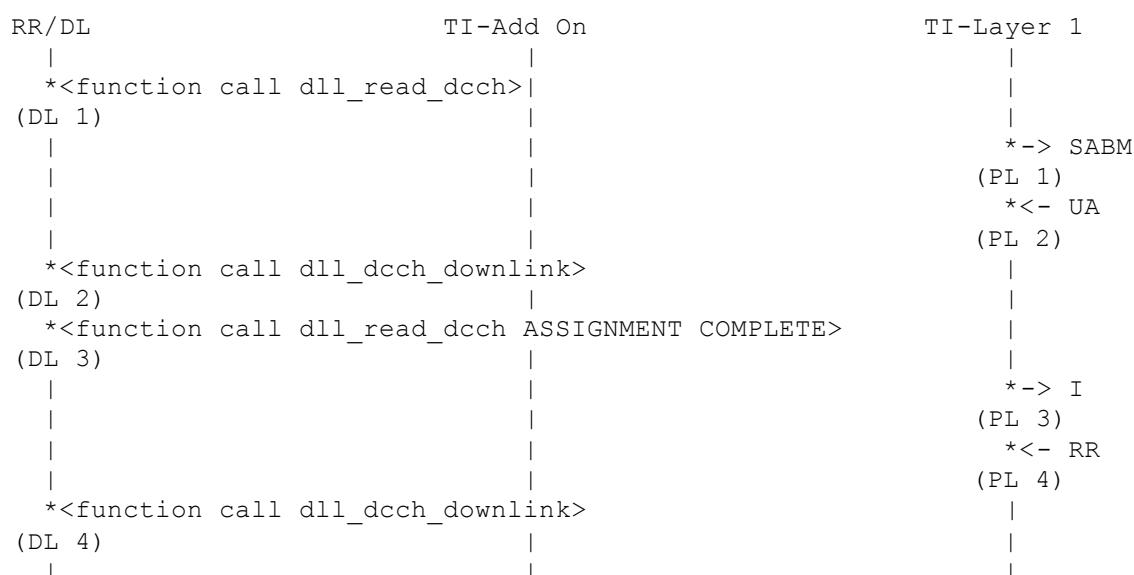 RR/DL TI-Add On TI-Layer 1
| | |
*<function call dll_read_dcch>| |
(DL 1) | |
| | *-> SABM
| | (PL 1)
| | *<- UA
| | (PL 2)
*<function call dll_dcch_downlink> |
(DL 2) | |
*<function call dll_read_dcch ASSIGNMENT COMPLETE> |
(DL 3) | |
| | *-> I
| | (PL 3)
| | *<- RR
| | (PL 4)
*<function call dll_dcch_downlink> |
(DL 4) | |
| | |